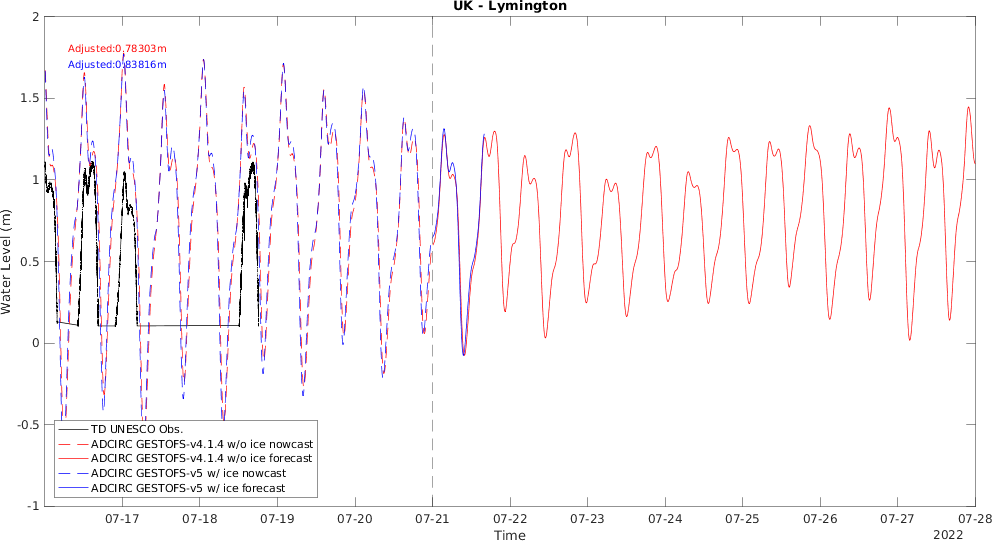 UK - Lymington
2
Adjusted:0.78303m
Adjusted:0.83816m
1.5
1
0.5
0
-0.5
-1
Water Level (m)
TD UNESCO Obs.
ADCIRC GESTOFS-v4.1.4 w/o ice nowcast
ADCIRC GESTOFS-v4.1.4 w/o ice forecast
ADCIRC GESTOFS-v5 w/ ice nowcast
ADCIRC GESTOFS-v5 w/ ice forecast
07-17 07-18 07-19 07-20 07-21 07-22 07-23 07-24 07-25 07-26 07-27 07-28
Time
2022